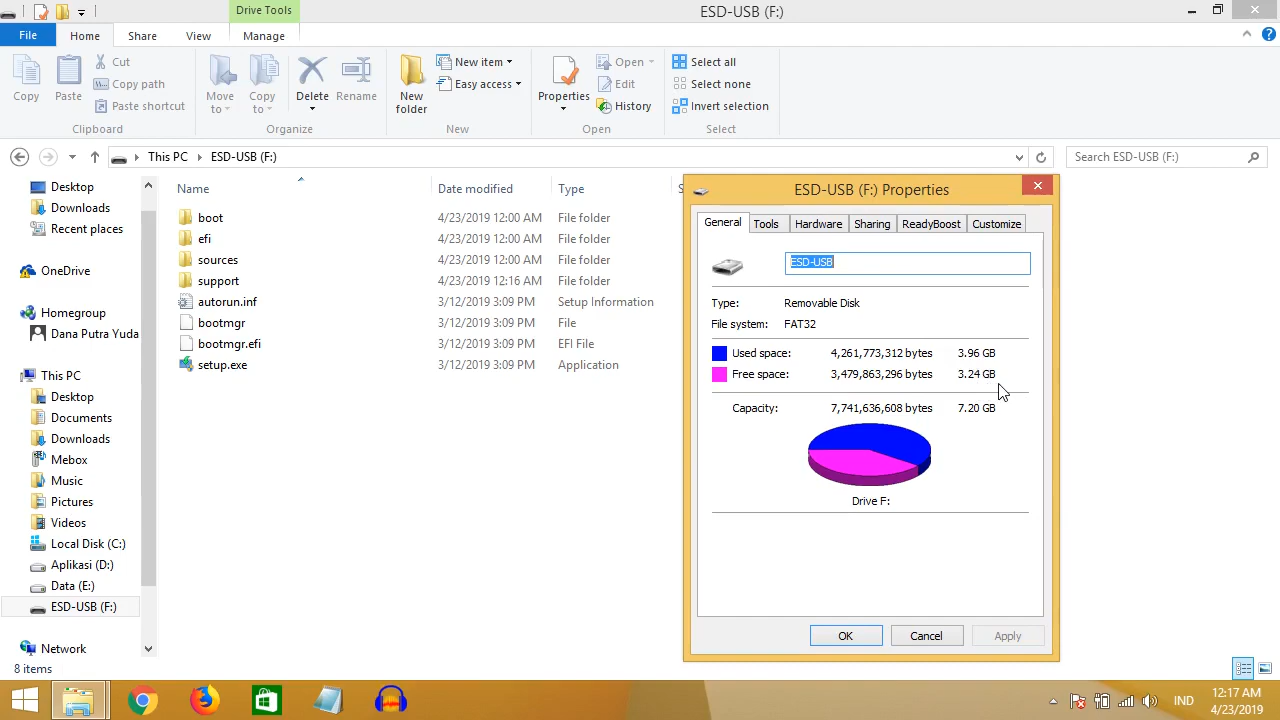 Drive Tools
ESD-USB (F:)
File Home Share View Manage
Copy Paste Cut Copy path Paste shortcut
Move to Copy to Delete Rename
New folder New item Easy access
Properties Open Edit History
Select all Select none Invert selection
Clipboard Organize New Open Select
This PC ESD-USB (F:) Search ESD-USB (F:)
Desktop
Downloads
Recent places
OneDrive
Homegroup
Dana Putra Yuda
This PC
Desktop
Documents
Downloads
Mebox
Music
Pictures
Videos
Local Disk (C:)
Aplikasi (D:)
Data (E:)
ESD-USB (F:)
Network
Name Date modified Type S
boot 4/23/2019 12:00 AM File folder
efi 4/23/2019 12:00 AM File folder
sources 4/23/2019 12:00 AM File folder
support 4/23/2019 12:16 AM File folder
autorun.inf 3/12/2019 3:09 PM Setup Information
bootmgr 3/12/2019 3:09 PM File
bootmgr.efi 3/12/2019 3:09 PM EFI File
setup.exe 3/12/2019 3:09 PM Application
ESD-USB (F:) Properties
General Tools Hardware Sharing ReadyBoost Customize
ESD-USB
Type: Removable Disk
File system: FAT32
Used space: 4,261,773,312 bytes 3.96 GB
Free space: 3,479,863,296 bytes 3.24 GB
Capacity: 7,741,636,608 bytes 7.20 GB
Drive F:
OK Cancel Apply
8 items
IND
12:17 AM
4/23/2019